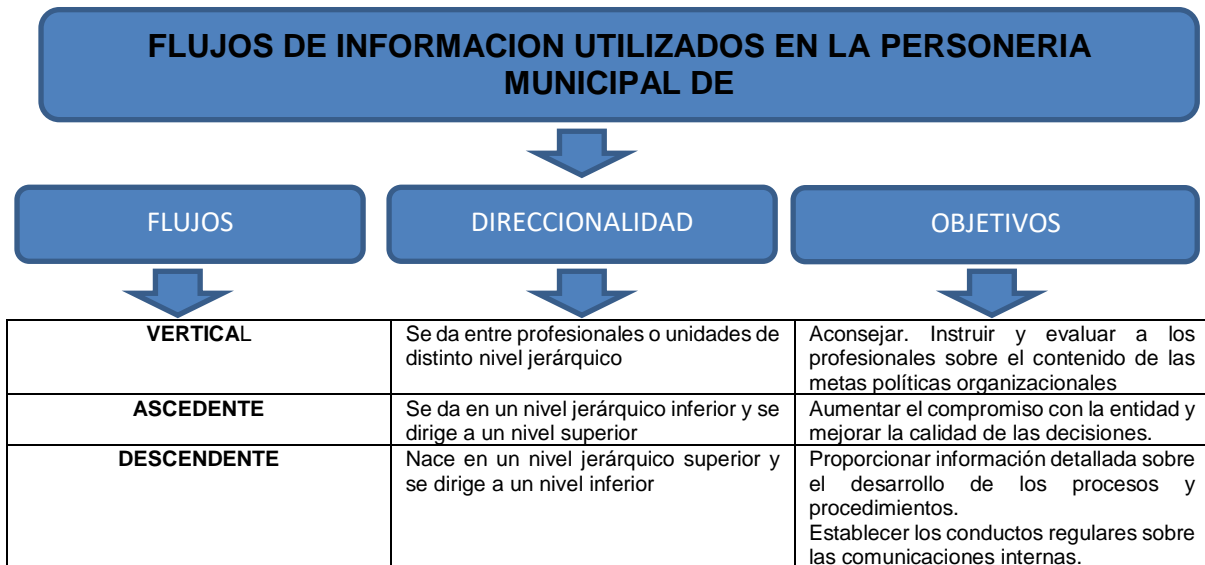 FLUJOS DE INFORMACION UTILIZADOS EN LA PERSONERIA
MUNICIPAL DE
FLUJOS
DIRECCIONALIDAD
OBJETIVOS
VERTICAL
Se da entre profesionales o unidades de
distinto nivel jerárquico
Aconsejar. Instruir y evaluar a los
profesionales sobre el contenido de las
metas políticas organizacionales
ASCEDENTE
Se da en un nivel jerárquico inferior y se
dirige a un nivel superior
Aumentar el compromiso con la entidad y
mejorar la calidad de las decisiones.
DESCENDENTE
Nace en un nivel jerárquico superior y
se dirige a un nivel inferior
Proporcionar información detallada sobre
el desarrollo de los procesos y
procedimientos.
Establecer los conductos regulares sobre
las comunicaciones internas.